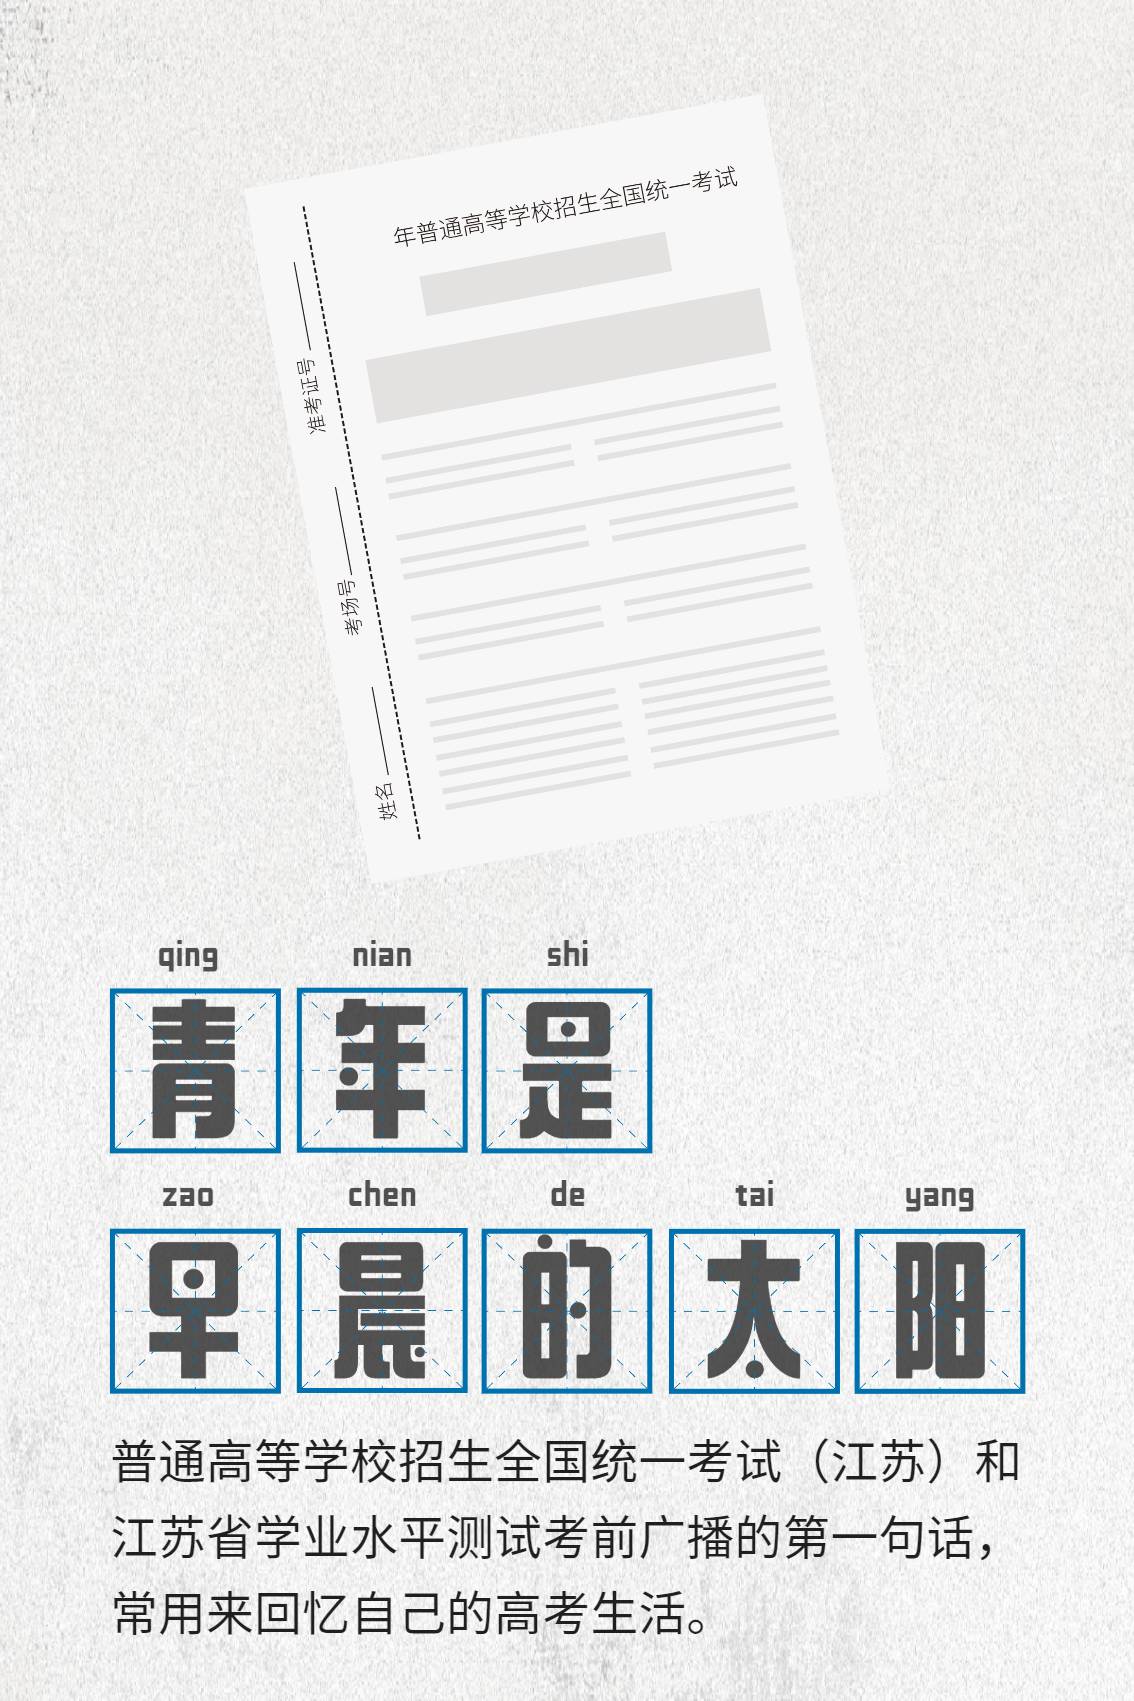 年普通高等学校招生全国统一考试
准考证号
考场号
姓名
qing nian shi
青年是
zao chen de tai yang
早晨的太阳
普通高等学校招生全国统一考试（江苏）和
江苏省学业水平测试考前广播的第一句话，
常用来回忆自己的高考生活。